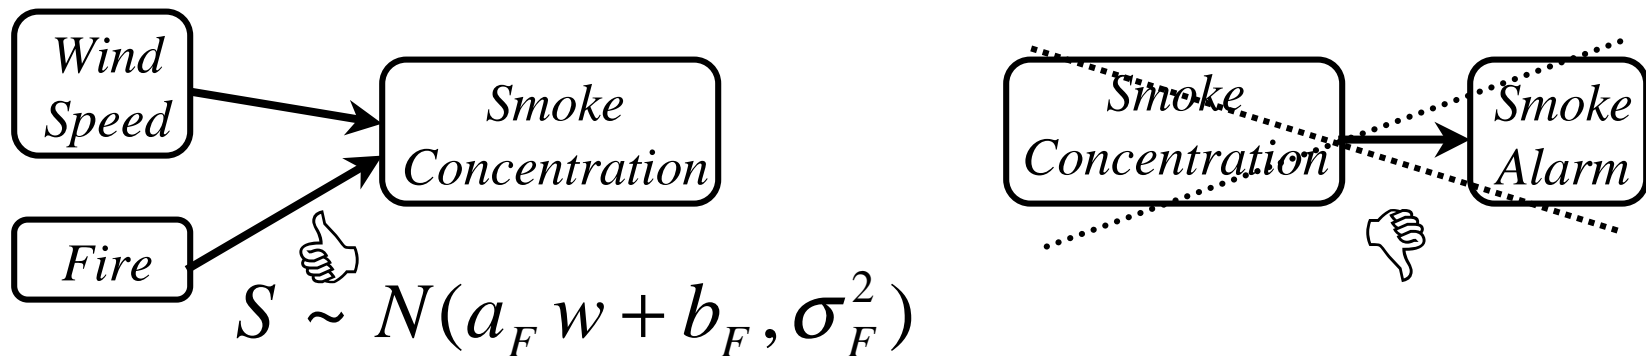 Wind
Speed
Smoke
Concentration
Fire
S ~ N(a_F w + b_F, σ_F^2)
Smoke
Concentration
Smoke
Alarm